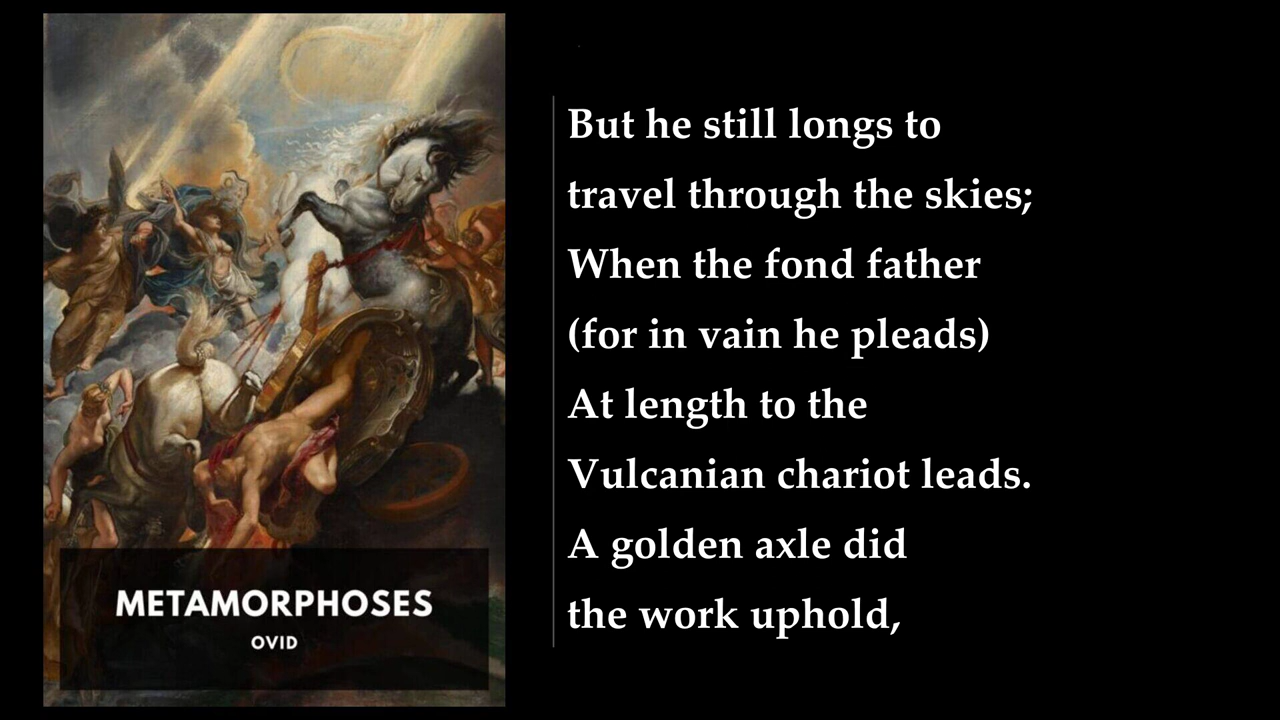 METAMORPHOSES
OVID
But he still longs to
travel through the skies;
When the fond father
(for in vain he pleads)
At length to the
Vulcanian chariot leads.
A golden axle did
the work uphold,